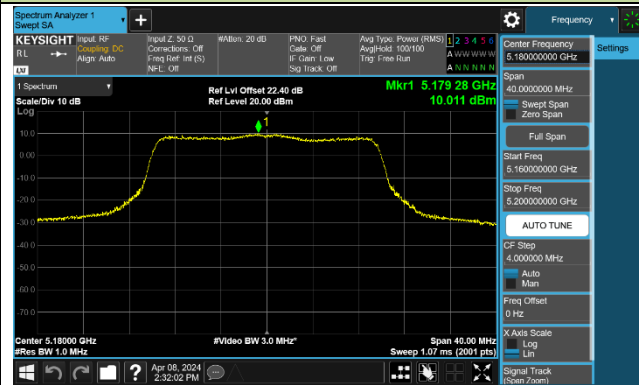 Spectrum Analyzer 1
Swept SA
Frequency
KEYSIGHT
RL
LXI
Input: RF
Coupling: DC
Align: Auto
Input Z: 50 Ω
Corrections: Off
Freq Ref: Int (S)
NFE: Off
#Atten: 20 dB
PNO: Fast
Gate: Off
IF Gain: Low
Sig Track: Off
Avg Type: Power (RMS)
Avg|Hold: 100/100
Trig: Free Run
1 2 3 4 5 6
A W W W W W
A N N N N N
1 Spectrum
Scale/Div 10 dB
Log
Ref Lvl Offset 22.40 dB
Ref Level 20.00 dBm
Mkr1 5.179 28 GHz
10.011 dBm
1
10.0
0.00
-10.0
-20.0
-30.0
-40.0
-50.0
-60.0
-70.0
Center 5.18000 GHz
#Res BW 1.0 MHz
#Video BW 3.0 MHz*
Span 40.00 MHz
Sweep 1.07 ms (2001 pts)
Apr 08, 2024
2:32:02 PM
Center Frequency
5.180000000 GHz
Settings
Span
40.0000000 MHz
Swept Span
Zero Span
Full Span
Start Freq
5.160000000 GHz
Stop Freq
5.200000000 GHz
AUTO TUNE
CF Step
4.000000 MHz
Auto
Man
Freq Offset
0 Hz
X Axis Scale
Log
Lin
Signal Track
(Span Zoom)